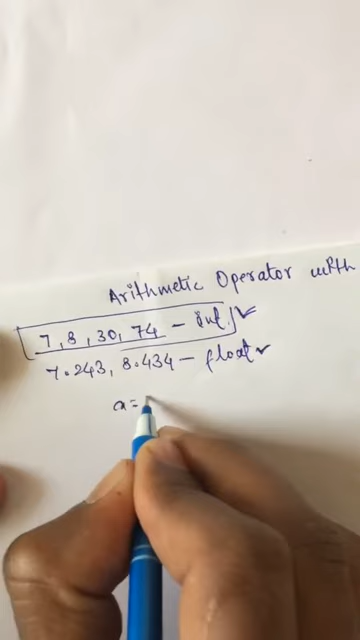 Arithmetic Operator with
7, 8, 30, 74 - int
7.243, 8.434 - float
a =